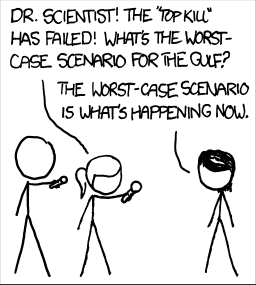 DR. SCIENTIST! THE "TOP KILL"
HAS FAILED! WHAT'S THE WORST-
CASE SCENARIO FOR THE GULF?
THE WORST-CASE SCENARIO
IS WHAT'S HAPPENING NOW.